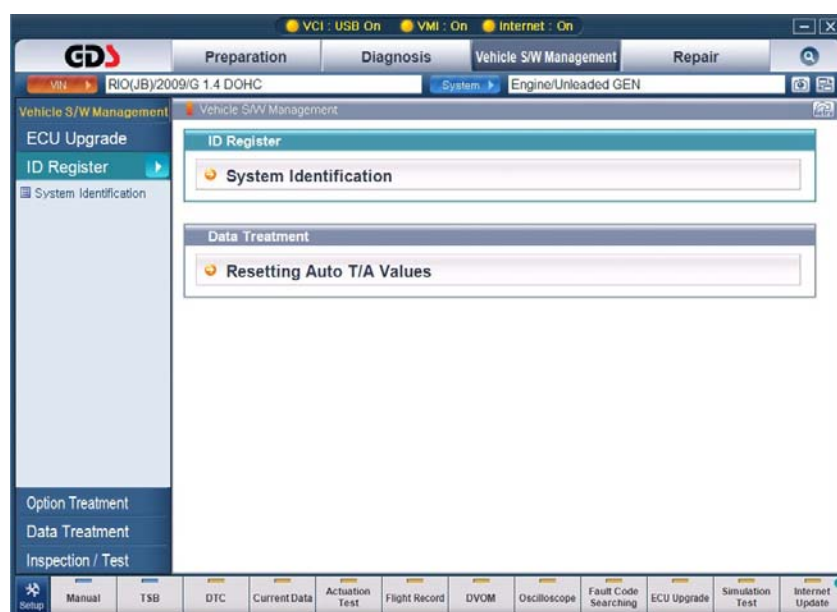 VCI : USB On VMI : On Internet : On
GDS Preparation Diagnosis Vehicle S/W Management Repair
VIN RIO(JB)/2009/G 1.4 DOHC System Engine/Unleaded GEN
Vehicle S/W Management
Vehicle S/W Management
ECU Upgrade
ID Register
System Identification
ID Register
System Identification
Data Treatment
Resetting Auto T/A Values
Option Treatment
Data Treatment
Inspection / Test
Setup Manual TSB DTC Current Data Actuation Test Flight Record DVOM Oscilloscope Fault Code Searching ECU Upgrade Simulation Test Internet Update